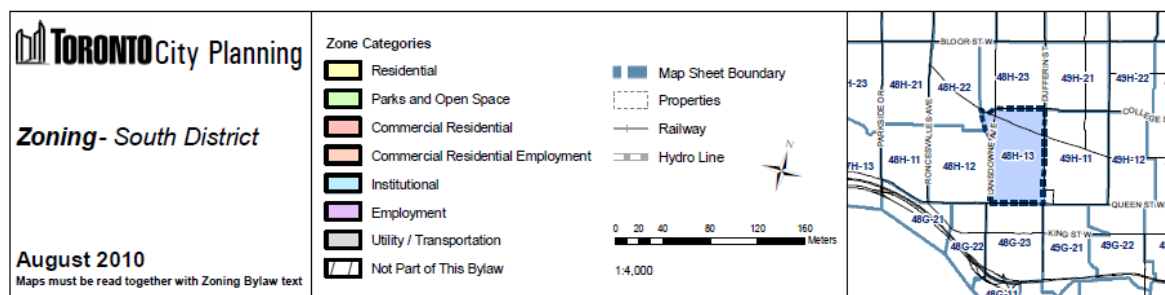 TORONTO City Planning
Zoning- South District
August 2010
Maps must be read together with Zoning Bylaw text
Zone Categories
Residential
Parks and Open Space
Commercial Residential
Commercial Residential Employment
Institutional
Employment
Utility / Transportation
Not Part of This Bylaw
Map Sheet Boundary
Properties
Railway
Hydro Line
N
0 20 40 80 120 160
Meters
1:4,000
BLOOR ST W
H-23
48H-21
48H-22
48H-23
49H-21
49H-22
PARKSIDE DR
RONCESVALLES AVE
LANSDOWNE AVE
DUFFERIN ST
COLLEGE S
7H-13
48H-11
48H-12
48H-13
49H-11
49H-12
QUEEN ST W
48G-21
KING ST W
48G-22
48G-23
49G-21
49G-22
48G-11